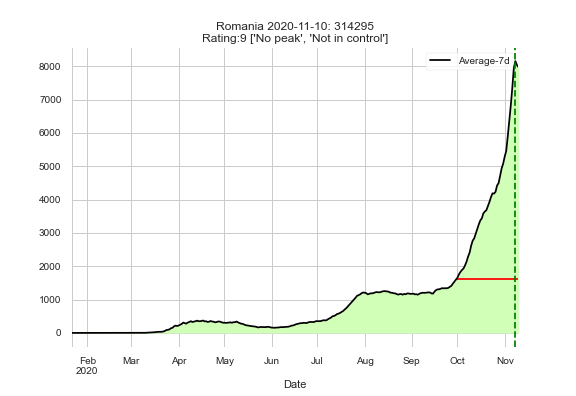 Romania 2020-11-10: 314295
Rating:9 ['No peak', 'Not in control']
Average-7d
8000
7000
6000
5000
4000
3000
2000
1000
0
Feb Mar Apr May Jun Jul Aug Sep Oct Nov
2020
Date